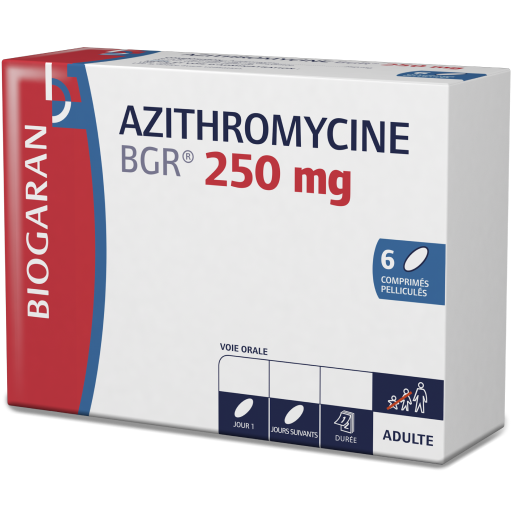 BIOGARAN
AZITHROMYCINE
BGR® 250 mg
6
COMPRIMÉS
PELLICULÉS
VOIE ORALE
JOUR 1
JOURS SUIVANTS
DURÉE
ADULTE